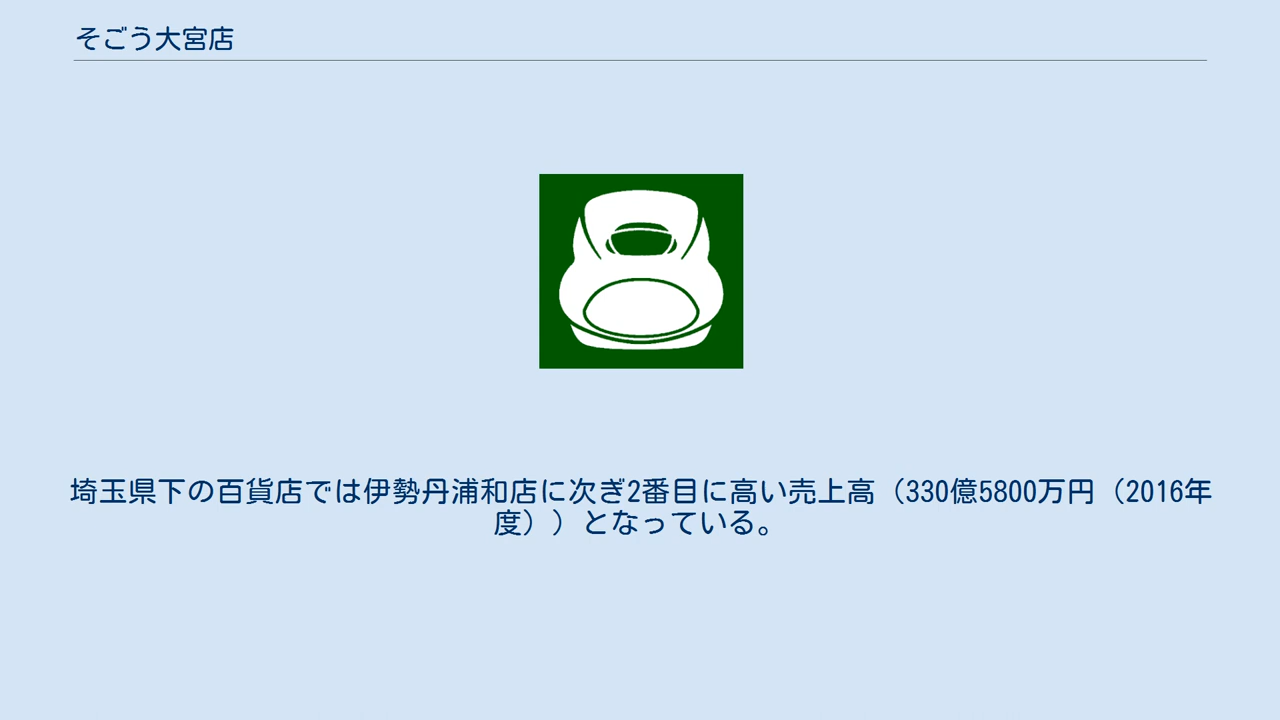 そごう大宮店
埼玉県下の百貨店では伊勢丹浦和店に次ぎ2番目に高い売上高（330億5800万円（2016年
度））となっている。